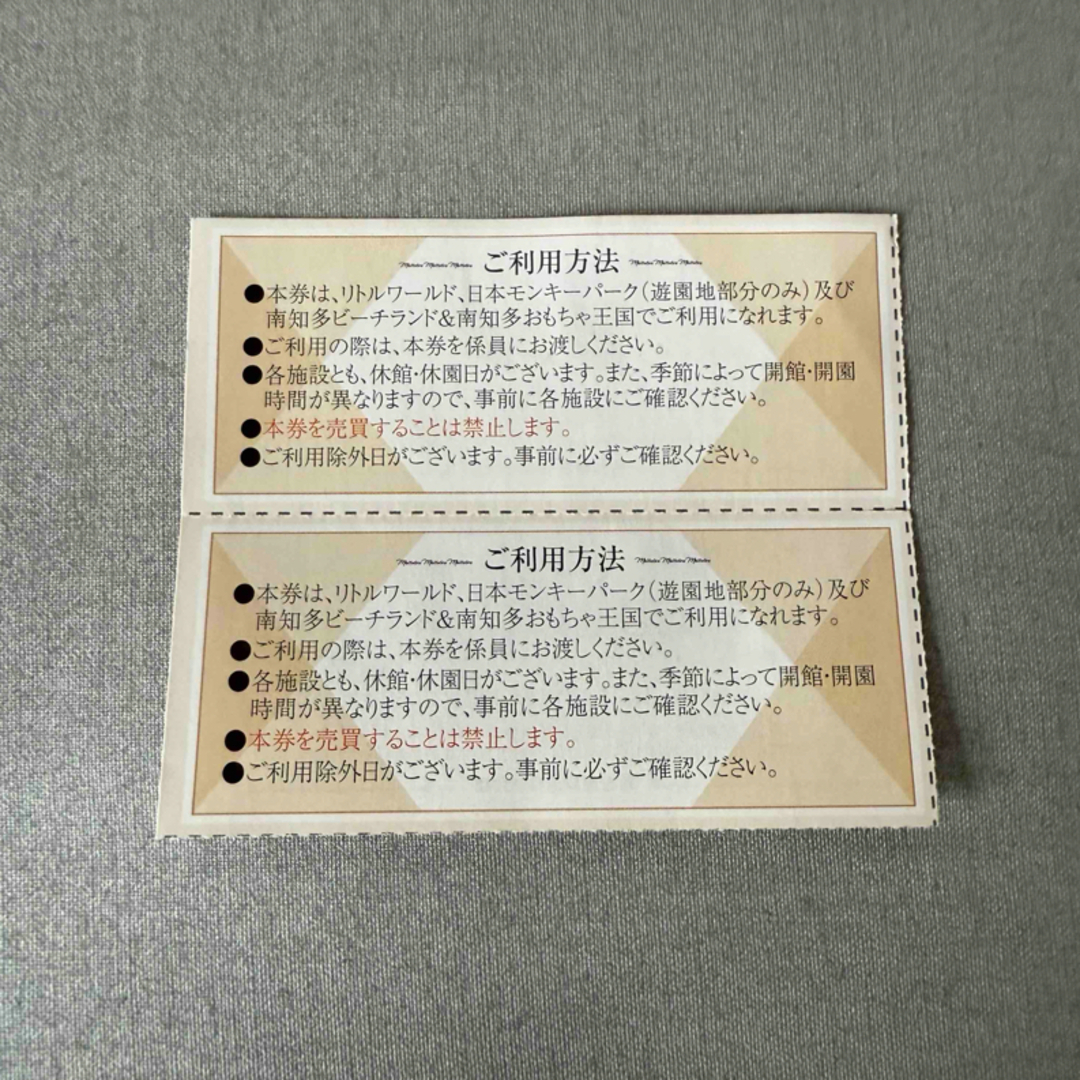 ご利用方法
●本券は、リトルワールド、日本モンキーパーク(遊園地部分のみ)及び
南知多ビーチランド&南知多おもちゃ王国でご利用になれます。
●ご利用の際は、本券を係員にお渡しください。
●各施設とも、休館・休園日がございます。また、季節によって開館・開園
時間が異なりますので、事前に各施設にご確認ください。
●本券を売買することは禁止します。
●ご利用除外日がございます。事前に必ずご確認ください。
ご利用方法
●本券は、リトルワールド、日本モンキーパーク(遊園地部分のみ)及び
南知多ビーチランド&南知多おもちゃ王国でご利用になれます。
●ご利用の際は、本券を係員にお渡しください。
●各施設とも、休館・休園日がございます。また、季節によって開館・開園
時間が異なりますので、事前に各施設にご確認ください。
●本券を売買することは禁止します。
●ご利用除外日がございます。事前に必ずご確認ください。